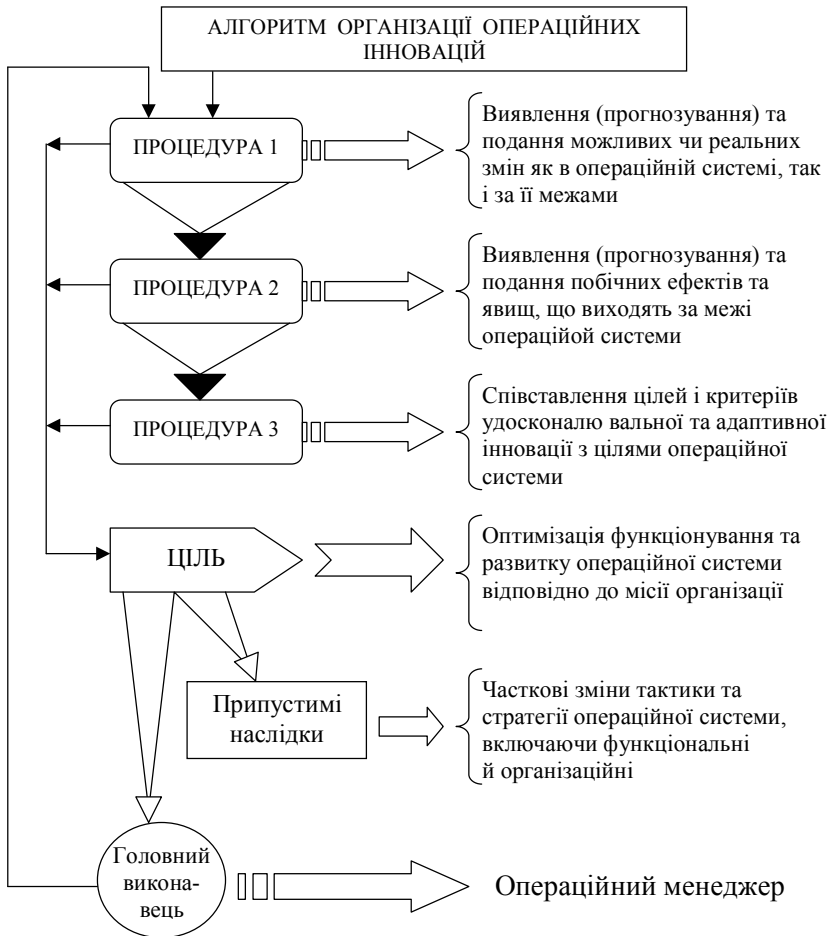 АЛГОРИТМ ОРГАНІЗАЦІЇ ОПЕРАЦІЙНИХ
ІННОВАЦІЙ
ПРОЦЕДУРА 1
Виявлення (прогнозування) та
подання можливих чи реальних
змін як в операційній системі, так
і за її межами
ПРОЦЕДУРА 2
Виявлення (прогнозування) та
подання побічних ефектів та
явищ, що виходять за межі
операційой системи
ПРОЦЕДУРА 3
Співставлення цілей і критеріїв
удосконалю вальної та адаптивної
інновації з цілями операційної
системи
ЦІЛЬ
Оптимізація функціонування та
развитку операційної системи
відповідно до місії організації
Припустимі
наслідки
Часткові зміни тактики та
стратегії операційної системи,
включаючи функціональні
й організаційні
Головний
викона-
вець
Операційний менеджер